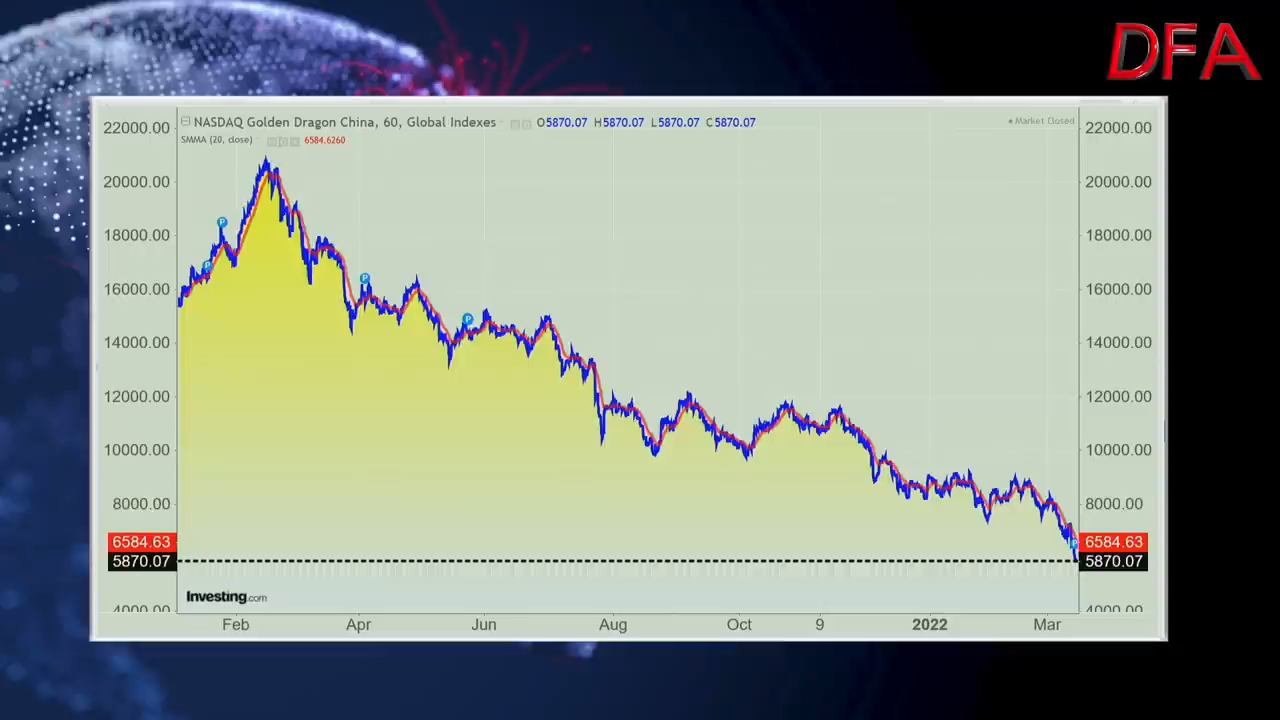 DFA
NASDAQ Golden Dragon China, 60, Global Indexes O5870.07 H5870.07 L5870.07 C5870.07
Market Closed
SMMA (20, close) 6584.6260
22000.00 22000.00
20000.00 20000.00
18000.00 18000.00
16000.00 16000.00
14000.00 14000.00
12000.00 12000.00
10000.00 10000.00
8000.00 8000.00
6584.63 6584.63
5870.07 5870.07
4000.00 4000.00
P
P
P
P
P
Investing.com
Feb Apr Jun Aug Oct 9 2022 Mar